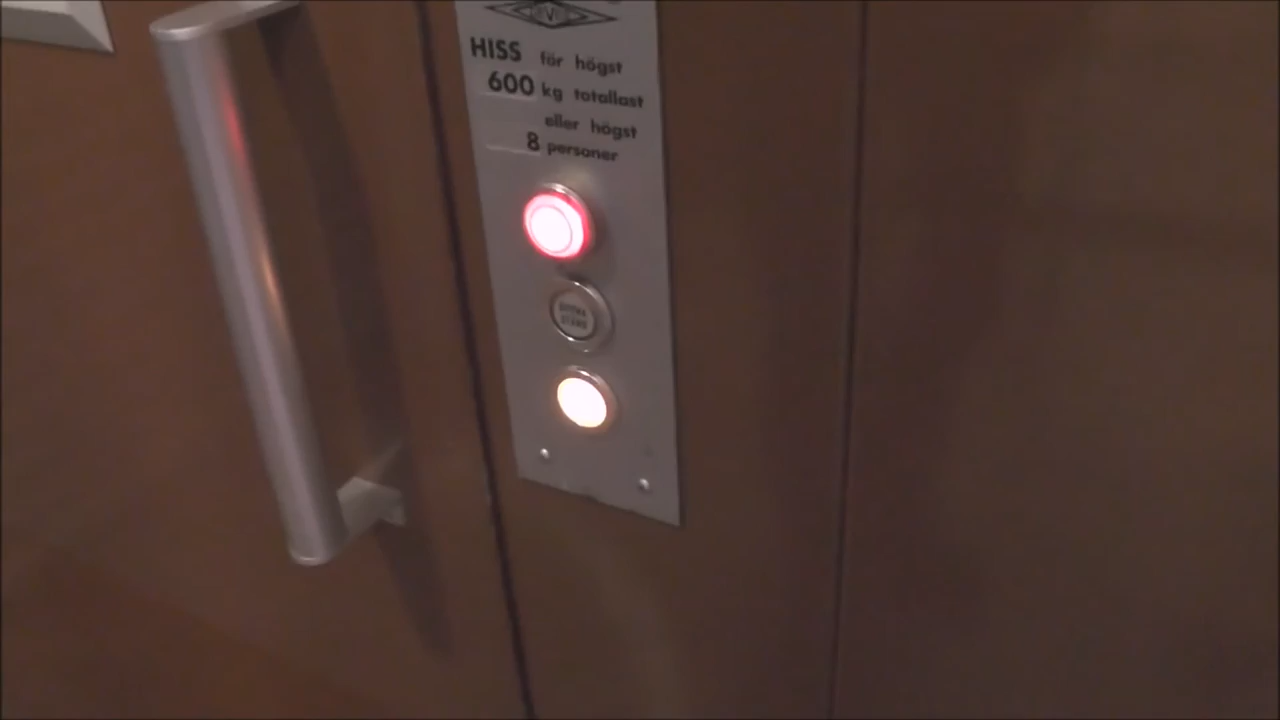 HISS för högst
600 kg totallast
eller högst
8 personer